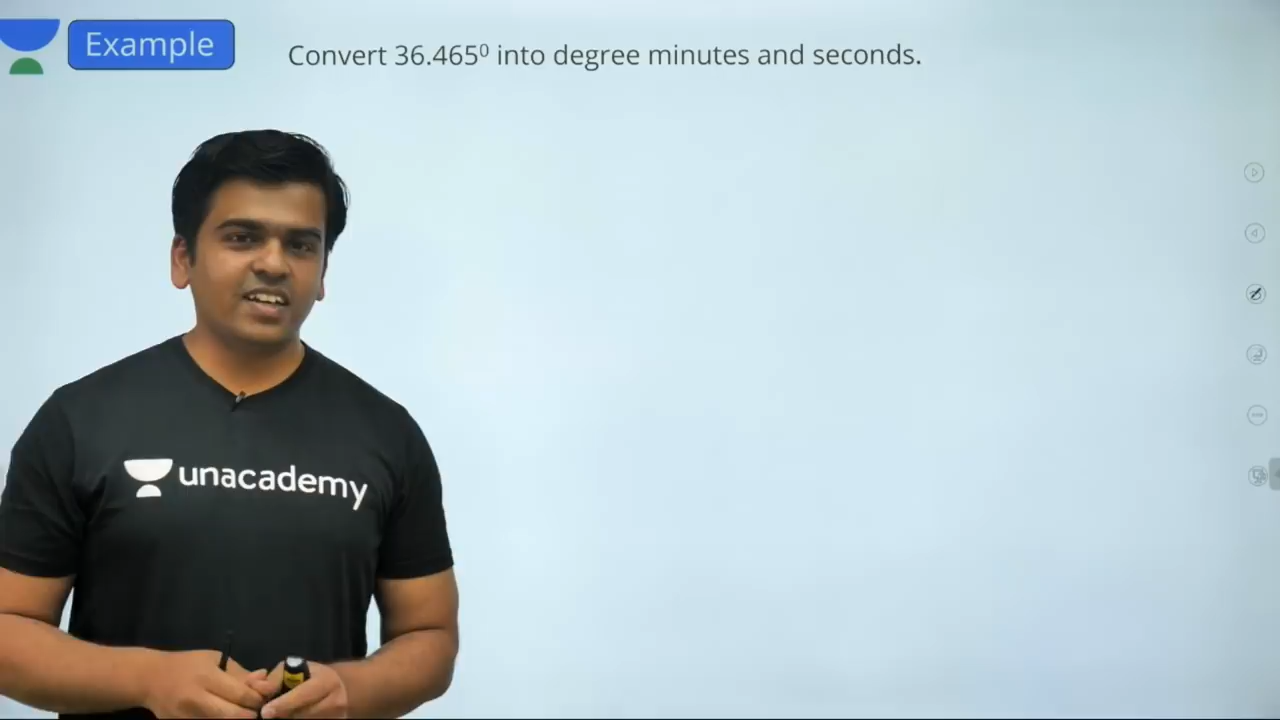 Example
Convert 36.465⁰ into degree minutes and seconds.
unacademy